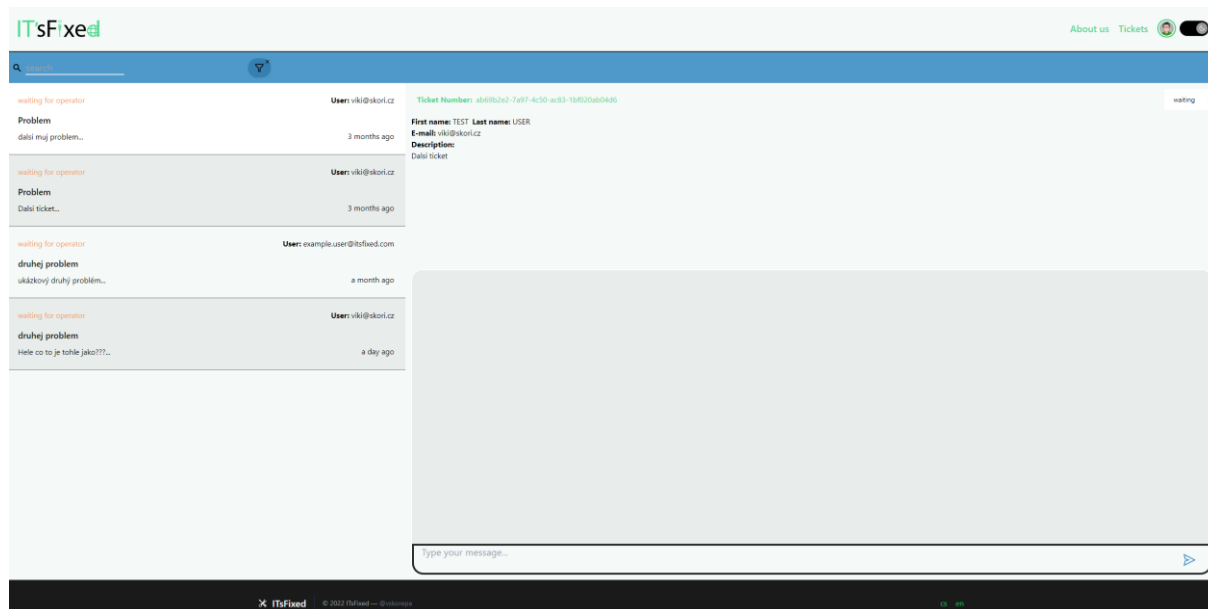 ITsFixed
About us Tickets
search
waiting for operator User: viki@skori.cz
Problem
dalsi muj problem... 3 months ago
waiting for operator User: viki@skori.cz
Problem
Dalsi ticket... 3 months ago
waiting for operator User: example.user@itsfixed.com
druhej problem
ukázkový druhý problém... a month ago
waiting for operator User: viki@skori.cz
druhej problem
Hele co to je tohle jako???... a day ago
Ticket Number: ab69b2e2-7a97-4c50-ac83-1bf020ab04d6
waiting
First name: TEST Last name: USER
E-mail: viki@skori.cz
Description:
Dalsi ticket
Type your message...
ITsFixed © 2022 ITsFixed — @vskorepa
cs en